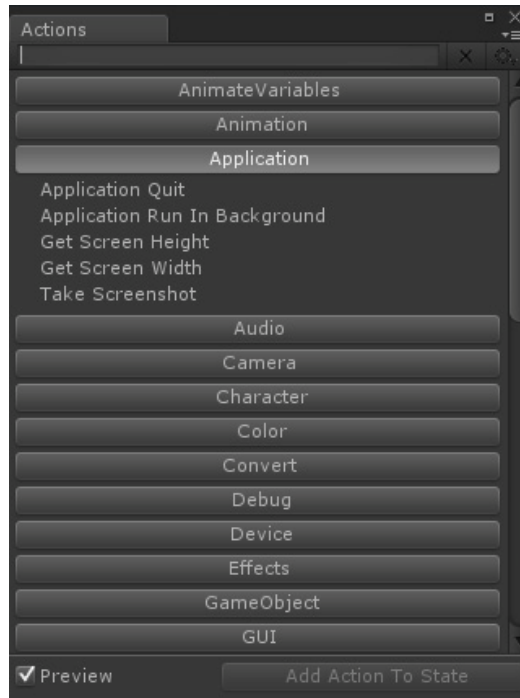 Actions
AnimateVariables
Animation
Application
Application Quit
Application Run In Background
Get Screen Height
Get Screen Width
Take Screenshot
Audio
Camera
Character
Color
Convert
Debug
Device
Effects
GameObject
GUI
Preview
Add Action To State